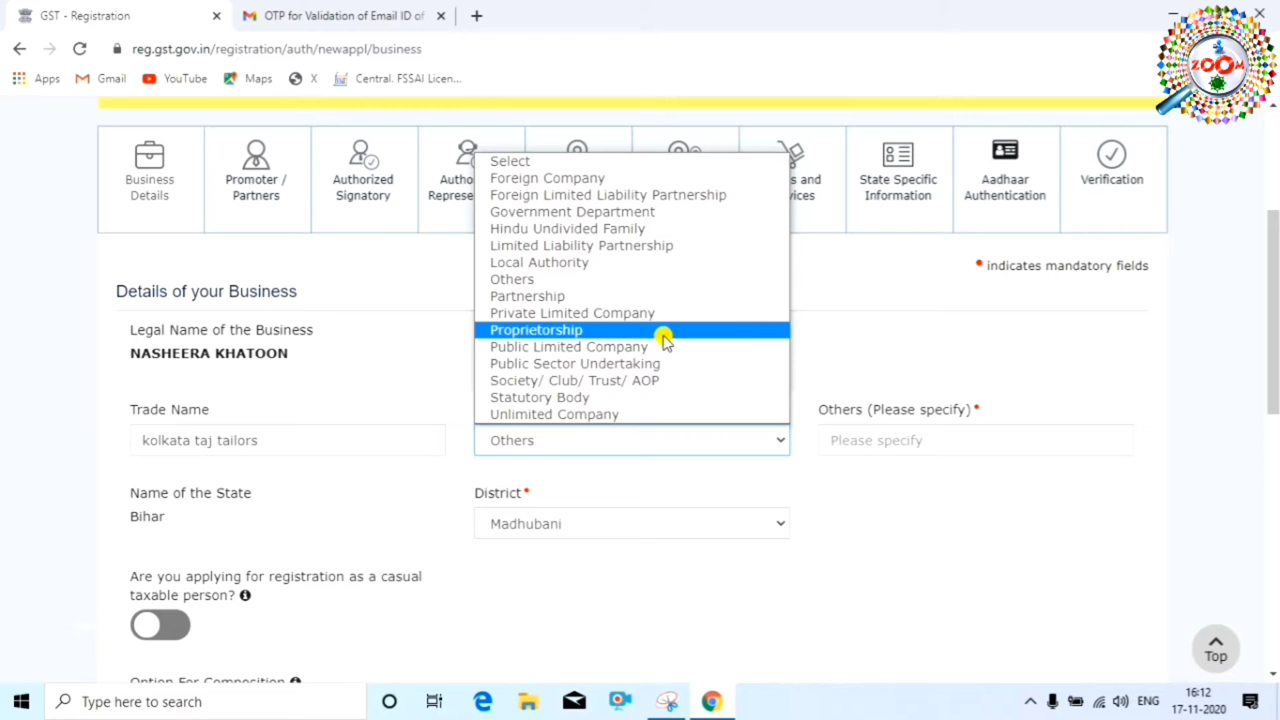 GST - Registration
OTP for Validation of Email ID of
reg.gst.gov.in/registration/auth/newappl/business
Apps
Gmail
YouTube
Maps
X
Central. FSSAI Licen...
ZOOM
Business
Details
Promoter /
Partners
Authorized
Signatory
Autho
Represe
s and
vices
State Specific
Information
Aadhaar
Authentication
Verification
• indicates mandatory fields
Details of your Business
Legal Name of the Business
NASHEERA KHATOON
Select
Foreign Company
Foreign Limited Liability Partnership
Government Department
Hindu Undivided Family
Limited Liability Partnership
Local Authority
Others
Partnership
Private Limited Company
Proprietorship
Public Limited Company
Public Sector Undertaking
Society/ Club/ Trust/ AOP
Statutory Body
Unlimited Company
Trade Name
kolkata taj tailors
Others
Others (Please specify)•
Please specify
Name of the State
Bihar
District•
Madhubani
Are you applying for registration as a casual
taxable person?
Option For Composition
Top
Type here to search
ENG
16:12
17-11-2020